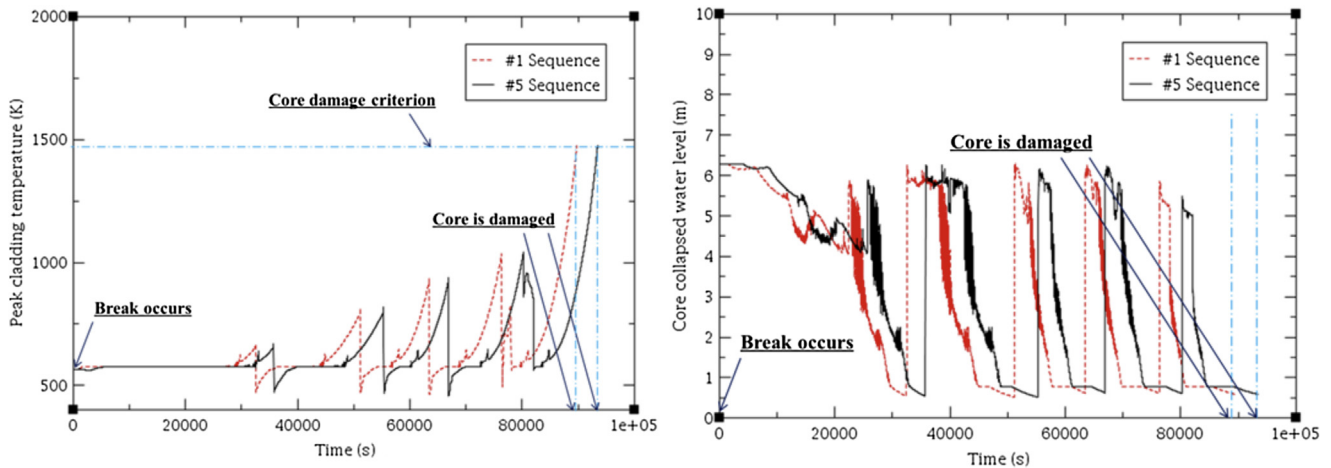 2000
1500
1000
500
Peak cladding temperature (K)
#1 Sequence
#5 Sequence
Core damage criterion
Core is damaged
Break occurs
0
20000
40000
60000
80000
1e+05
Time (s)
10
9
8
7
6
5
4
3
2
1
0
Core collapsed water level (m)
#1 Sequence
#5 Sequence
Core is damaged
Break occurs
0
20000
40000
60000
80000
1e+05
Time (s)